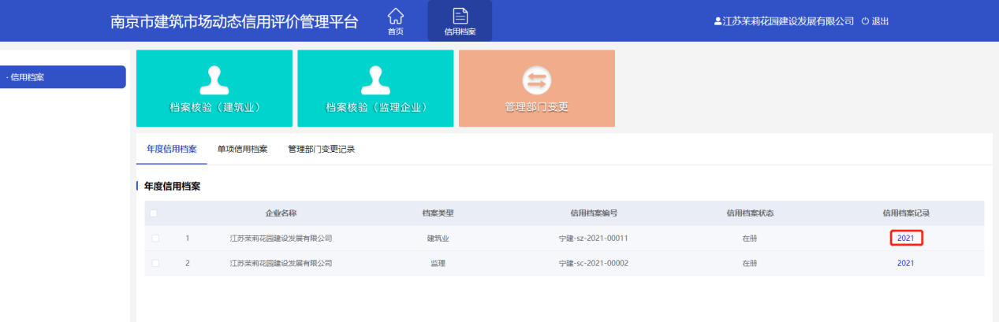 南京市建筑市场动态信用评价管理平台
首页
信用档案
江苏茉莉花园建设发展有限公司 退出
· 信用档案
档案核验（建筑业）
档案核验（监理企业）
管理部门变更
年度信用档案 单项信用档案 管理部门变更记录
年度信用档案
企业名称 档案类型 信用档案编号 信用档案状态 信用档案记录
1 江苏茉莉花园建设发展有限公司 建筑业 宁建-sz-2021-00011 在册 2021
2 江苏茉莉花园建设发展有限公司 监理 宁建-sc-2021-00002 在册 2021